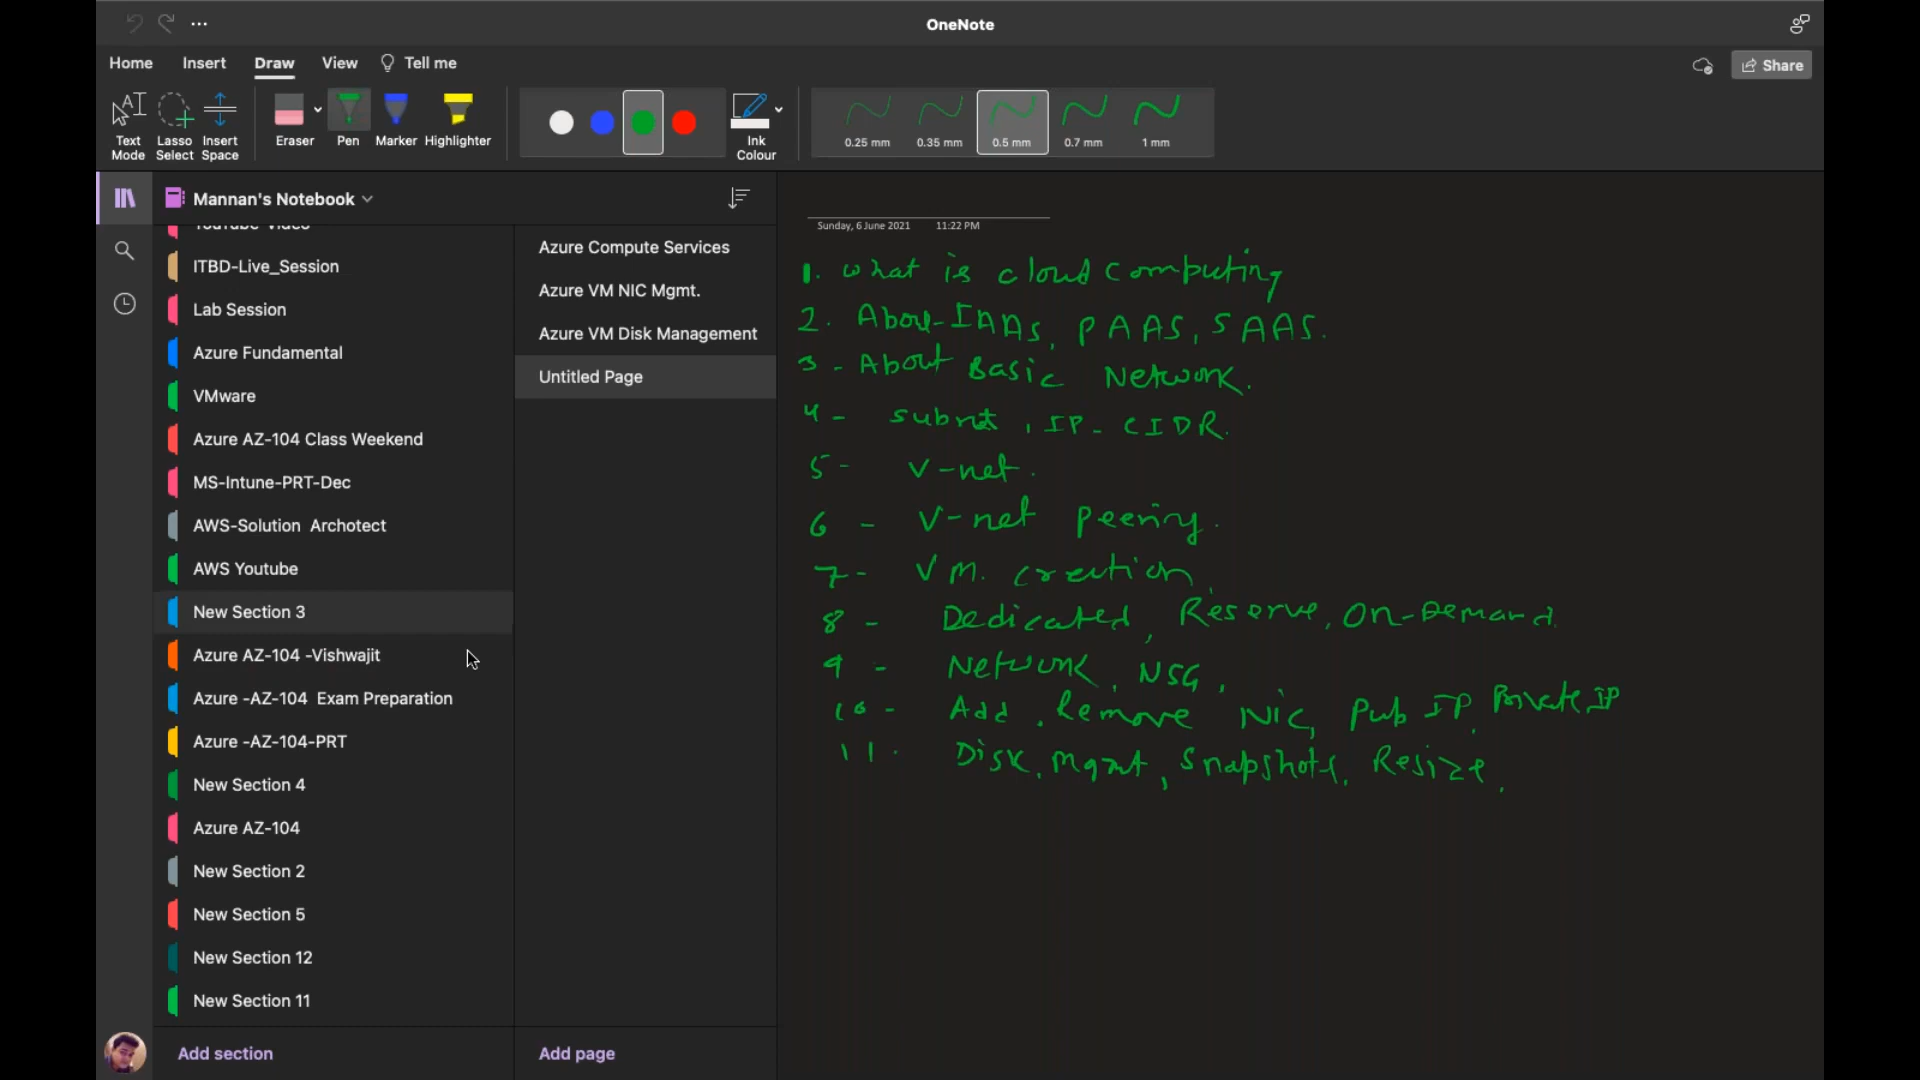 OneNote
Home Insert Draw View Tell me
Share
Text Mode
Lasso Select
Insert Space
Eraser
Pen
Marker
Highlighter
Ink Colour
0.25 mm
0.35 mm
0.5 mm
0.7 mm
1 mm
Mannan's Notebook
YouTube-Video
ITBD-Live_Session
Lab Session
Azure Fundamental
VMware
Azure AZ-104 Class Weekend
MS-Intune-PRT-Dec
AWS-Solution Archotect
AWS Youtube
New Section 3
Azure AZ-104 -Vishwajit
Azure -AZ-104 Exam Preparation
Azure -AZ-104-PRT
New Section 4
Azure AZ-104
New Section 2
New Section 5
New Section 12
New Section 11
Add section
Azure Compute Services
Azure VM NIC Mgmt.
Azure VM Disk Management
Untitled Page
Add page
Sunday, 6 June 2021 11:22 PM
1. what is cloud computing
2. About-IAAS, PAAS, SAAS.
3 - About Basic Network.
4 - subnet, IP - CIDR.
5 - V-net.
6 - V-net peering.
7 - VM. creation,
8 - Dedicated, Reserve, On-Demand.
9 - Network, NSG,
10 - Add, Remove NIC, Pub IP, Private IP
11. Disk. Mgmt, Snapshots, Resize,